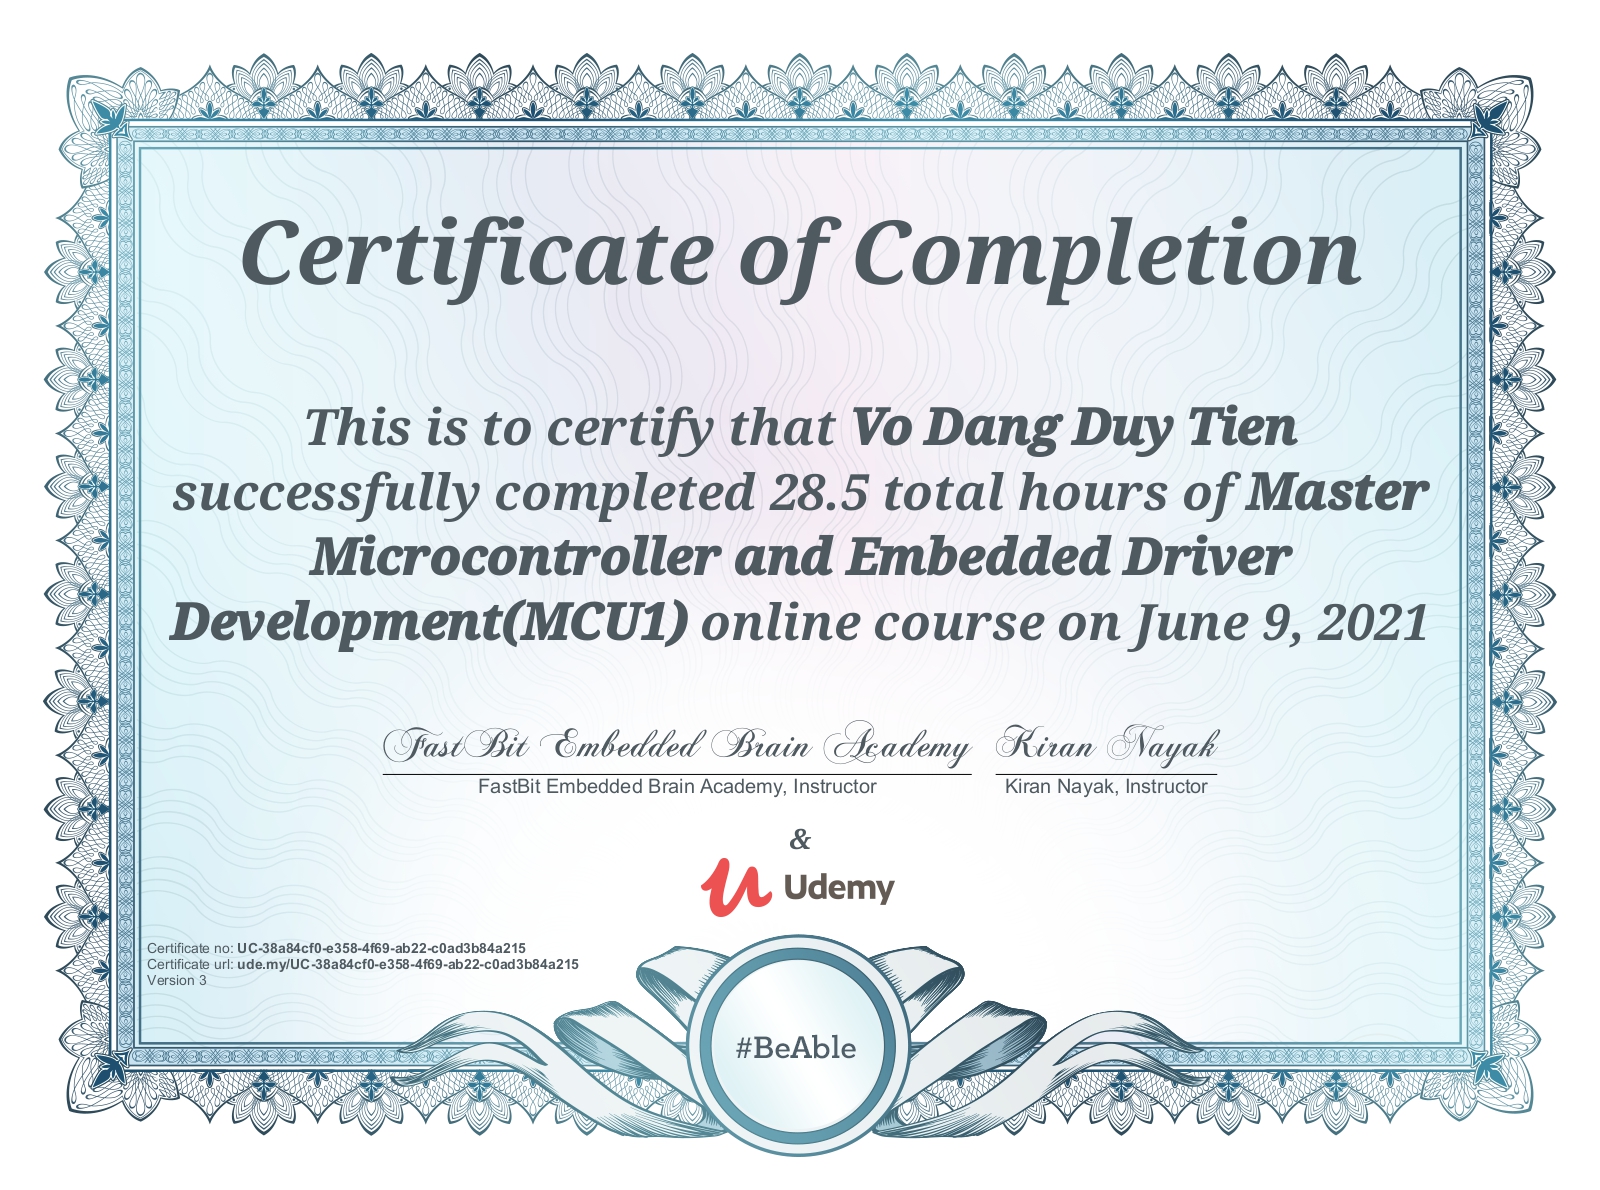 Certificate of Completion
This is to certify that Vo Dang Duy Tien
successfully completed 28.5 total hours of Master
Microcontroller and Embedded Driver
Development(MCU1) online course on June 9, 2021
FastBit Embedded Brain Academy Kiran Nayak
FastBit Embedded Brain Academy, Instructor Kiran Nayak, Instructor
&
Udemy
Certificate no: UC-38a84cf0-e358-4f69-ab22-c0ad3b84a215
Certificate url: ude.my/UC-38a84cf0-e358-4f69-ab22-c0ad3b84a215
Version 3
#BeAble